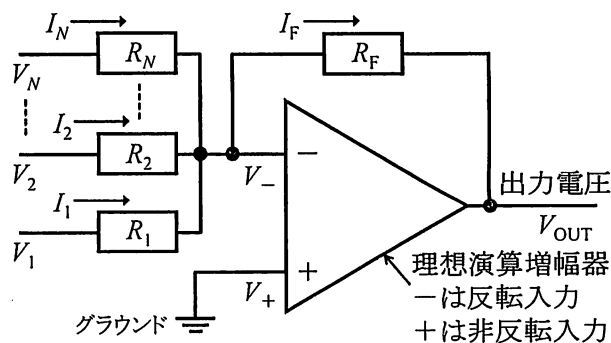 I_N
R_N
V_N
I_F
R_F
I_2
R_2
V_2
V_−
−
出力電圧
V_OUT
I_1
R_1
V_1
+
V_+
グラウンド
理想演算増幅器
−は反転入力
+は非反転入力